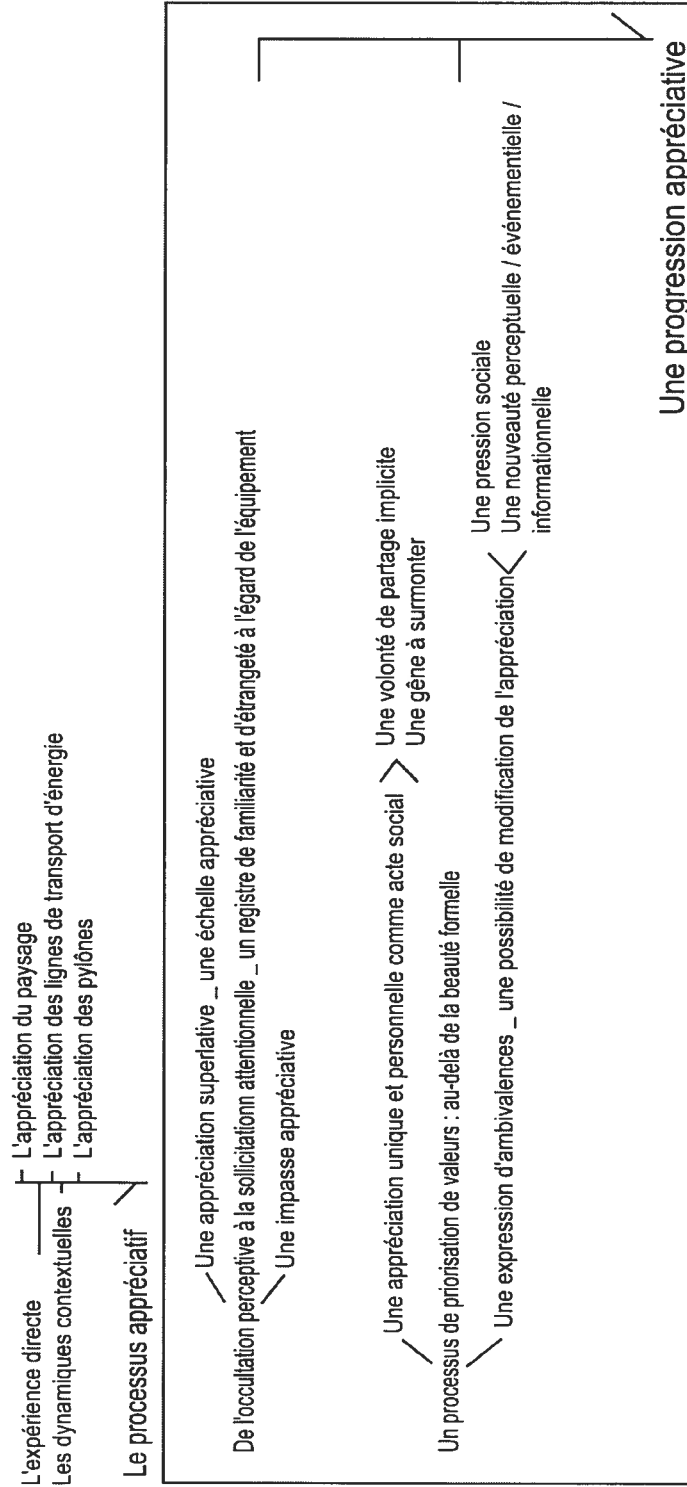 L'expérience directe
Les dynamiques contextuelles
L'appréciation du paysage
L'appréciation des lignes de transport d'énergie
L'appréciation des pylônes
Le processus appréciatif
Une appréciation superlative _ une échelle appréciative
De l'occultation perceptive à la sollicitationn attentionnelle _ un registre de familiarité et d'étrangeté à l'égard de l'équipement
Une impasse appréciative
Une appréciation unique et personnelle comme acte social
Une volonté de partage implicite
Une gêne à surmonter
Un processus de priorisation de valeurs : au-delà de la beauté formelle
Une expression d'ambivalences _ une possibilité de modification de l'appréciation
Une pression sociale
Une nouveauté perceptuelle / événementielle /
informationnelle
Une progression appréciative